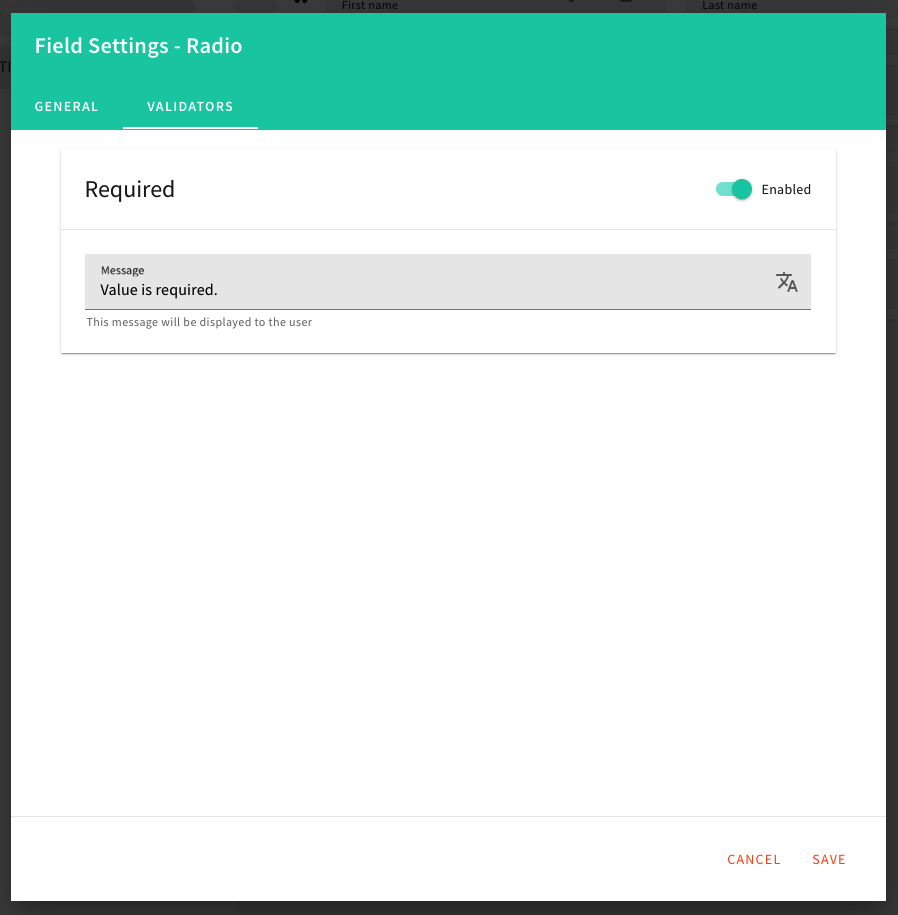 First name
Last name
Field Settings - Radio
GENERAL
VALIDATORS
Required
Enabled
Message
Value is required.
This message will be displayed to the user
CANCEL
SAVE